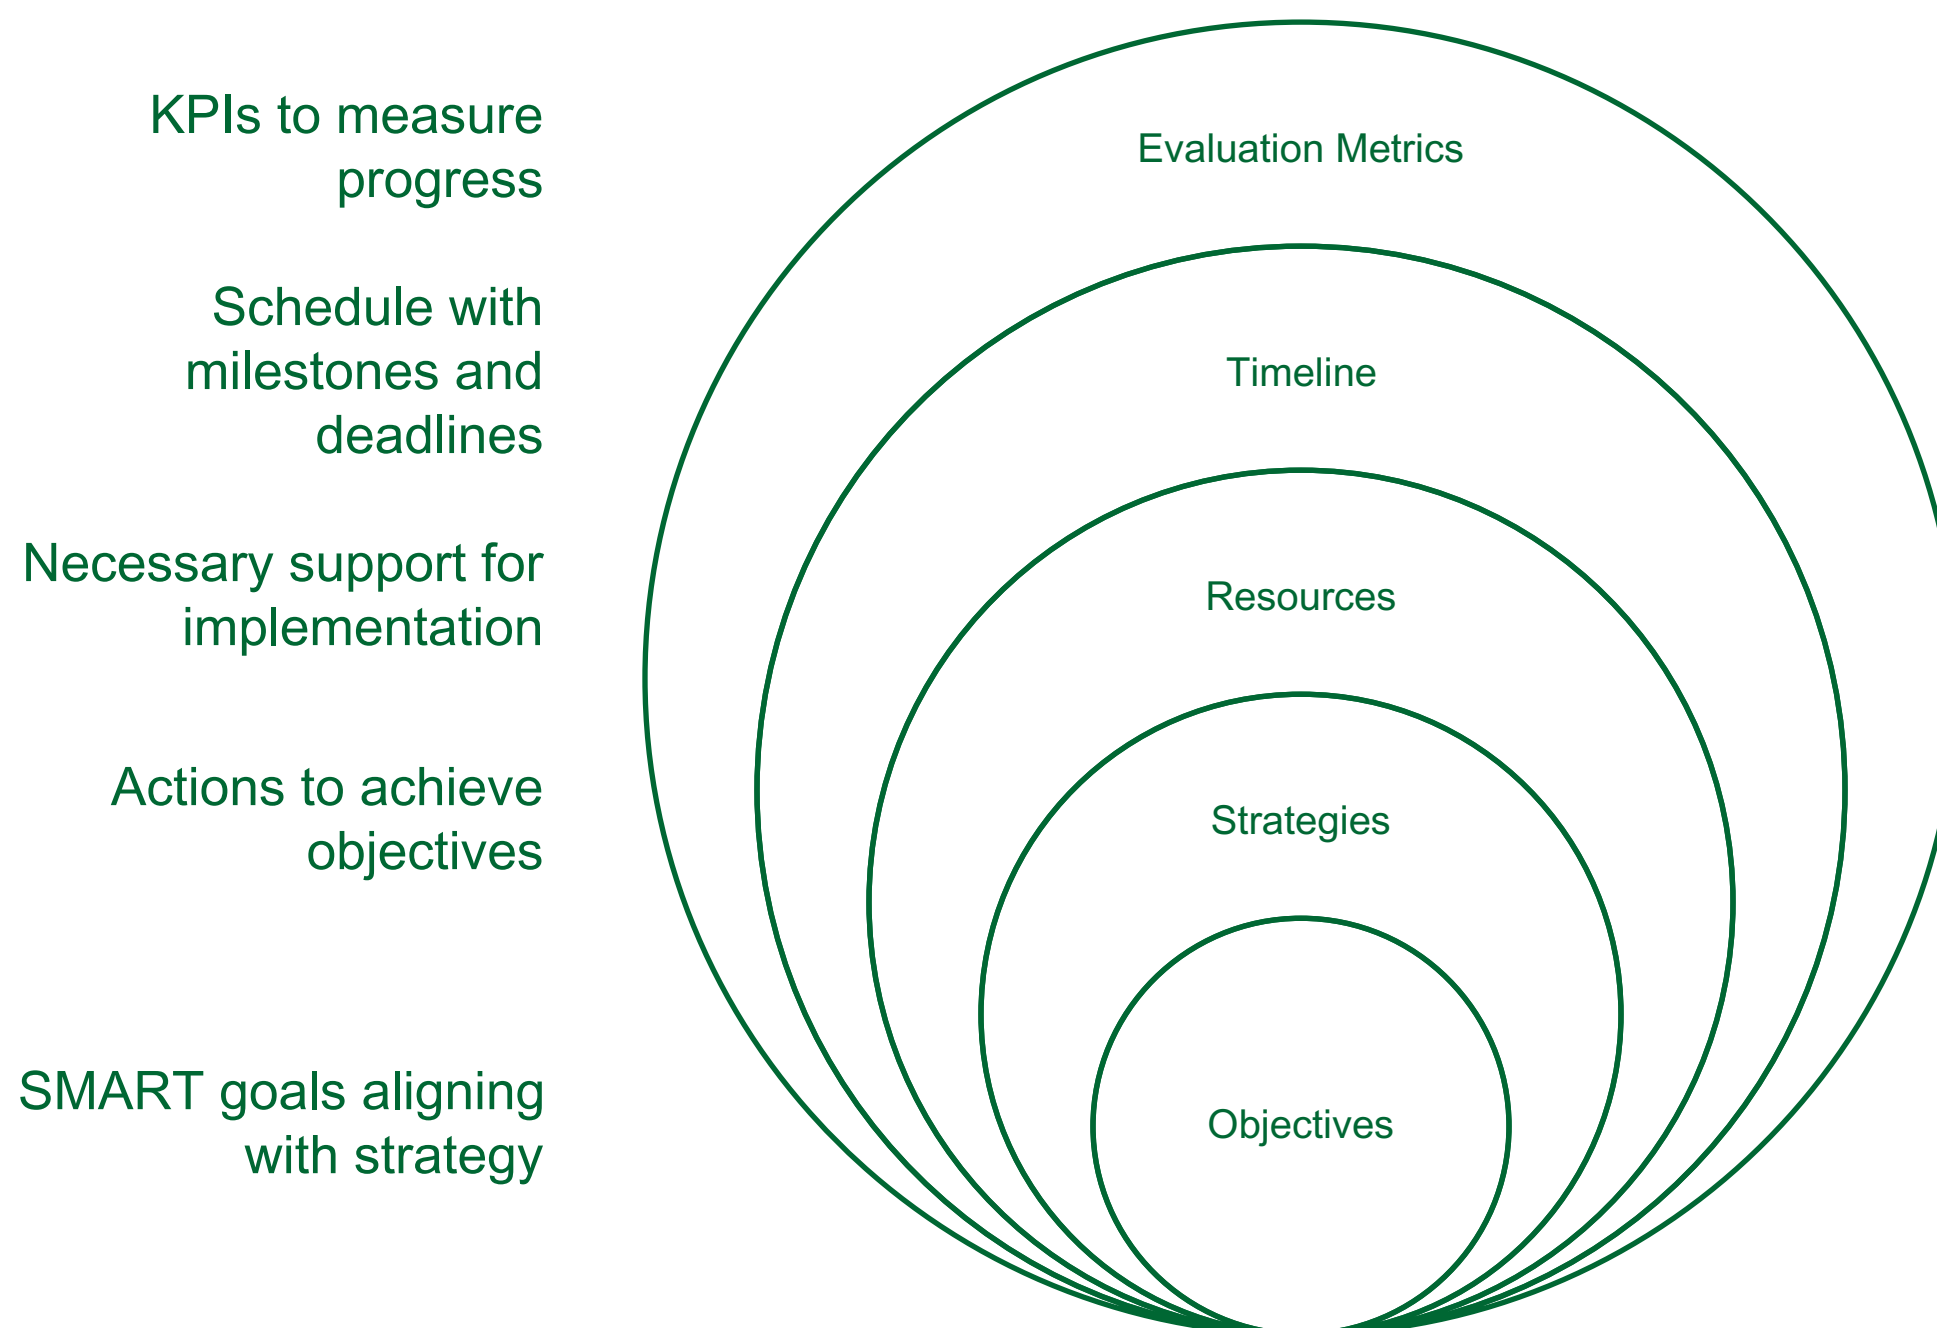 KPIs to measure
progress
Evaluation Metrics
Schedule with
milestones and
deadlines
Timeline
Necessary support for
implementation
Resources
Actions to achieve
objectives
Strategies
SMART goals aligning
with strategy
Objectives